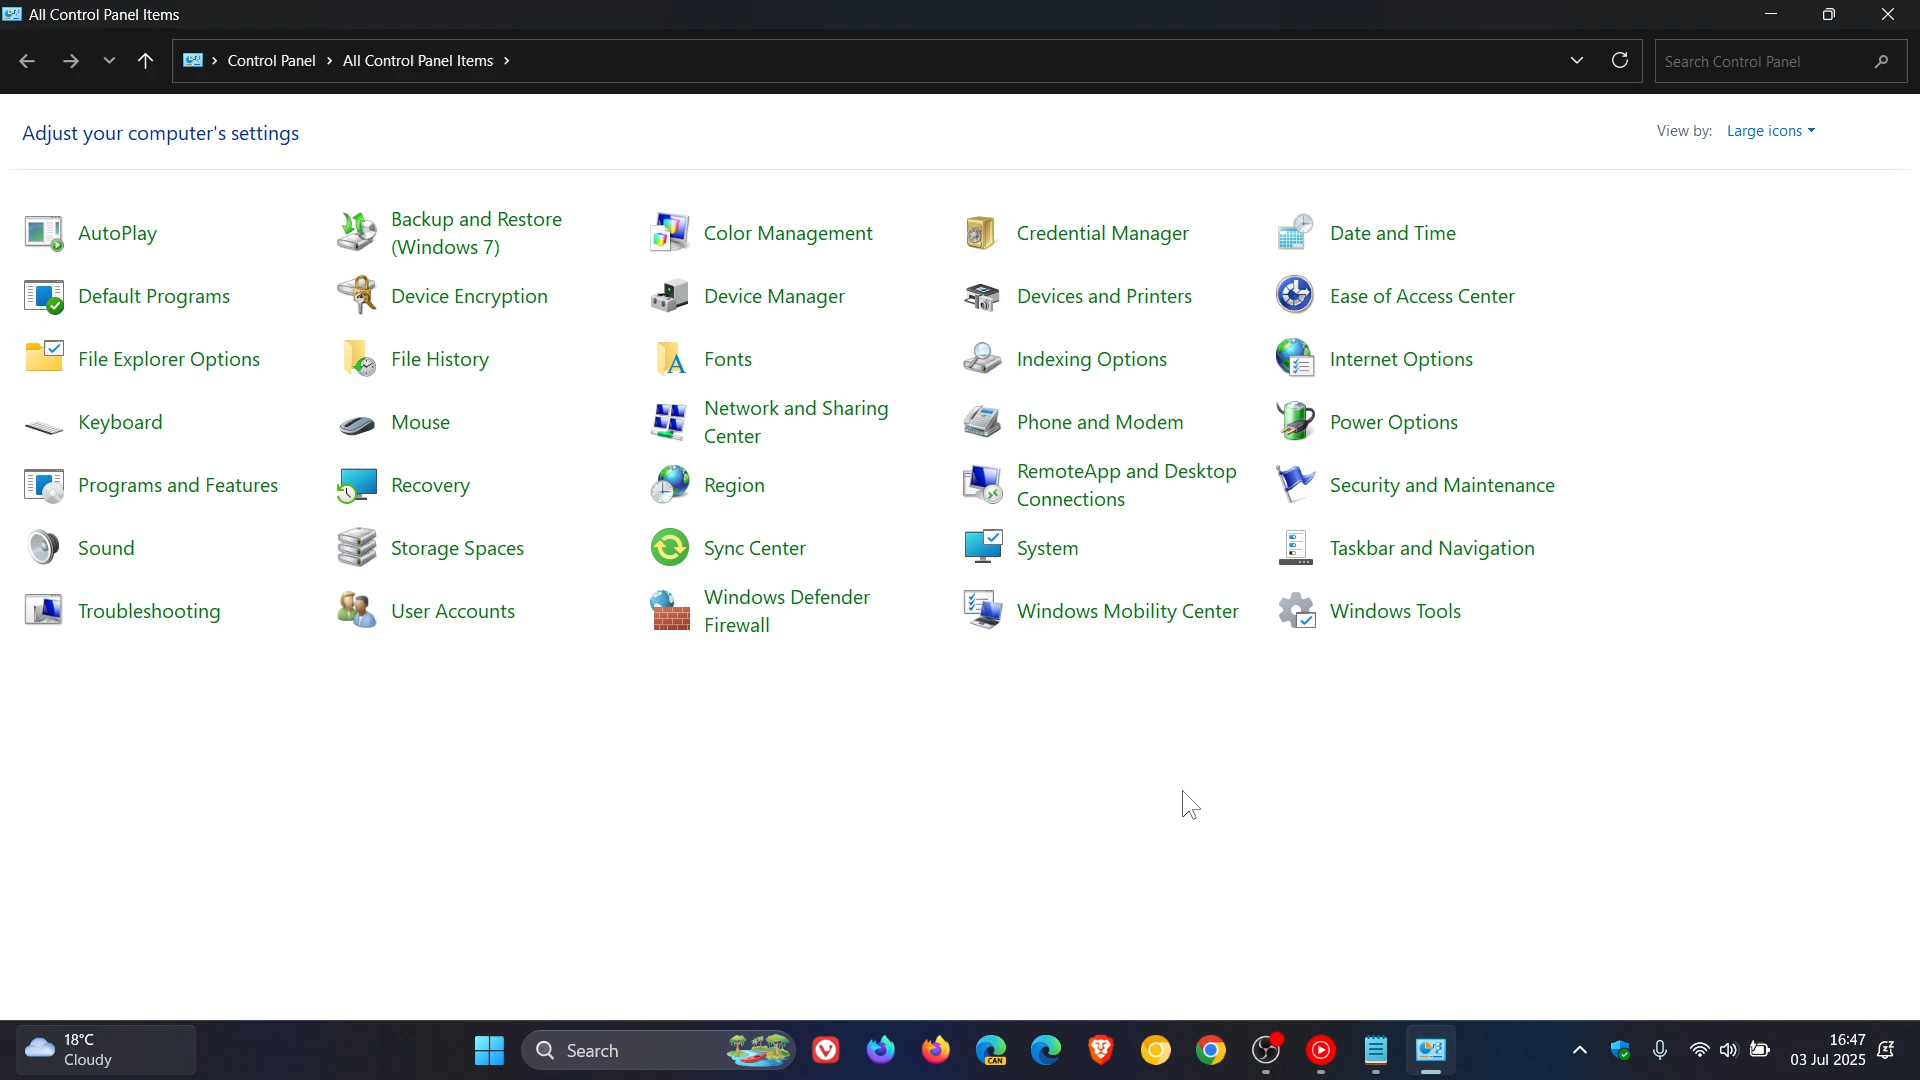 All Control Panel Items
Control Panel > All Control Panel Items >
Search Control Panel
Adjust your computer's settings
View by: Large icons
AutoPlay
Backup and Restore
(Windows 7)
Color Management
Credential Manager
Date and Time
Default Programs
Device Encryption
Device Manager
Devices and Printers
Ease of Access Center
File Explorer Options
File History
Fonts
Indexing Options
Internet Options
Keyboard
Mouse
Network and Sharing
Center
Phone and Modem
Power Options
Programs and Features
Recovery
Region
RemoteApp and Desktop
Connections
Security and Maintenance
Sound
Storage Spaces
Sync Center
System
Taskbar and Navigation
Troubleshooting
User Accounts
Windows Defender
Firewall
Windows Mobility Center
Windows Tools
18°C
Cloudy
Search
CAN
16:47
03 Jul 2025